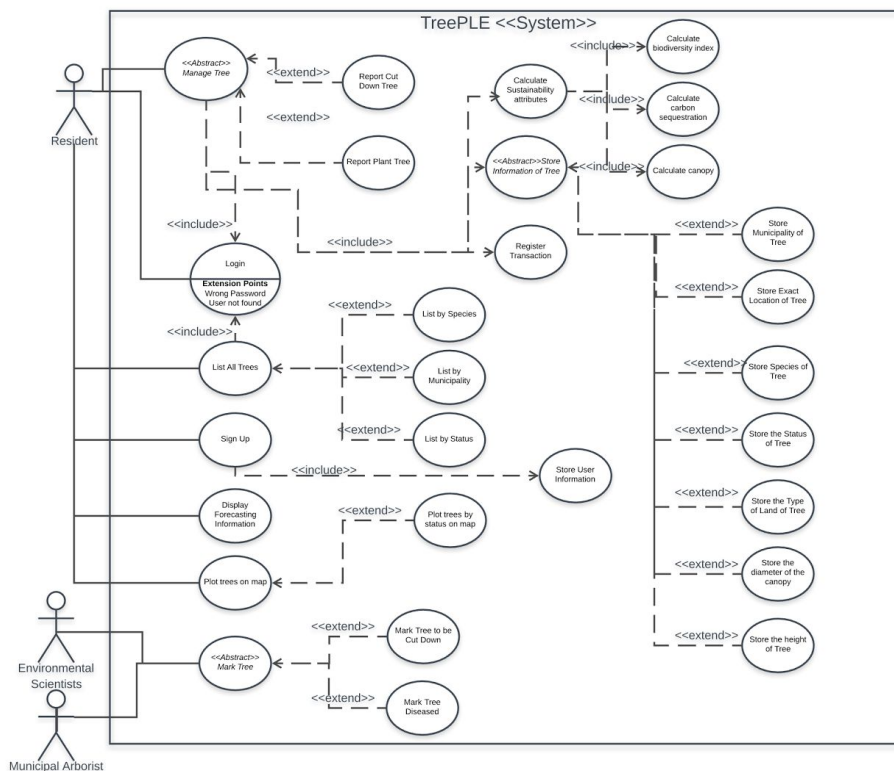 TreePLE <<System>>
<<Abstract>>
Manage Tree
<<extend>>
Report Cut
Down Tree
<<extend>>
Report Plant Tree
Resident
Calculate
Sustainability
attributes
<<include>>
Calculate
biodiversity index
<<include>>
Calculate
carbon
sequestration
<<include>>
Calculate canopy
<<Abstract>>Store
Information of Tree
<<include>>
<<include>>
Register
Transaction
Login
Extension Points
Wrong Password
User not found
<<include>>
List All Trees
<<extend>>
List by Species
<<extend>>
List by
Municipality
<<extend>>
List by Status
Sign Up
<<include>>
Store User
Information
Display
Forecasting
Information
Plot trees by
status on map
<<extend>>
Plot trees on map
<<extend>>
Store
Municipality of
Tree
<<extend>>
Store Exact
Location of Tree
<<extend>>
Store Species of
Tree
<<extend>>
Store the Status
of Tree
<<extend>>
Store the Type
of Land of Tree
<<extend>>
Store the
diameter of the
canopy
<<extend>>
Store the height
of Tree
Environmental
Scientists
Municipal Arborist
<<Abstract>>
Mark Tree
<<extend>>
Mark Tree to be
Cut Down
<<extend>>
Mark Tree
Diseased